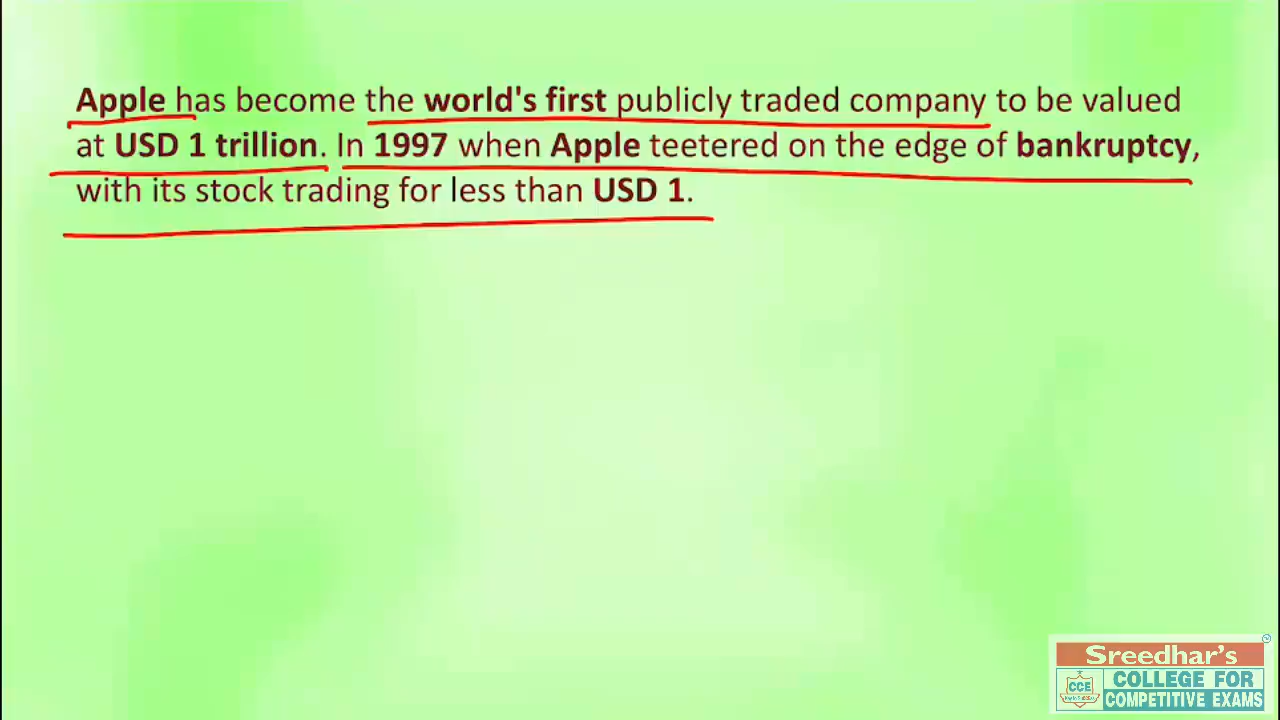 Apple has become the world's first publicly traded company to be valued
at USD 1 trillion. In 1997 when Apple teetered on the edge of bankruptcy,
with its stock trading for less than USD 1.
Sreedhar's
CCE
COLLEGE FOR
COMPETITIVE EXAMS